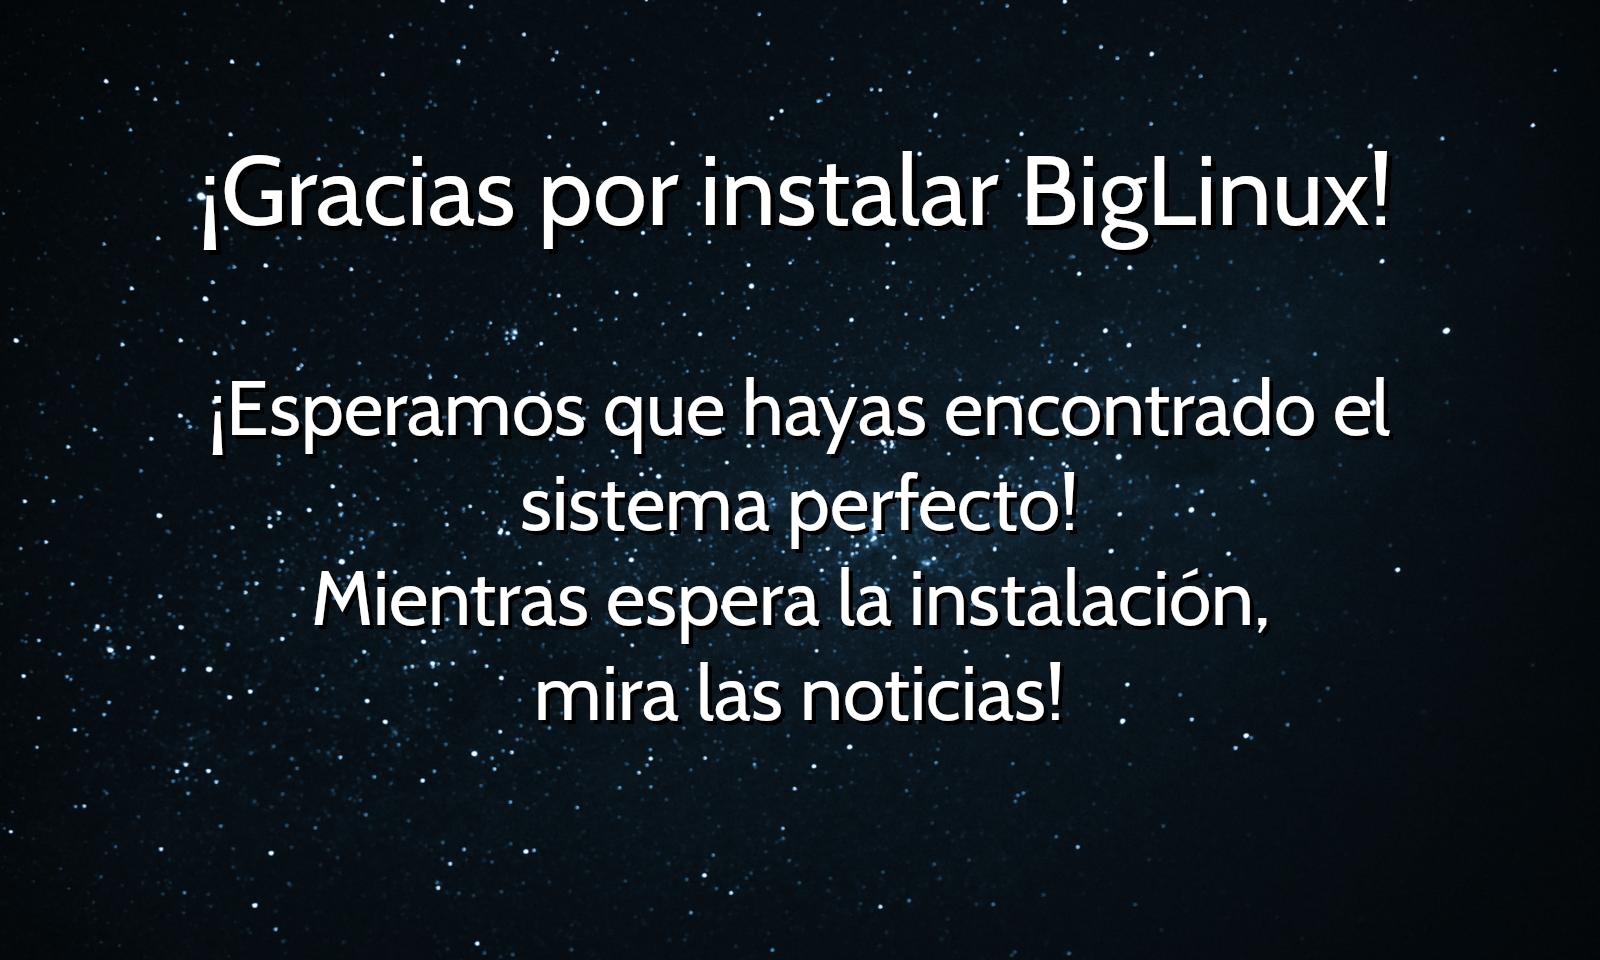 ¡Gracias por instalar BigLinux!
¡Esperamos que hayas encontrado el
sistema perfecto!
Mientras espera la instalación,
mira las noticias!